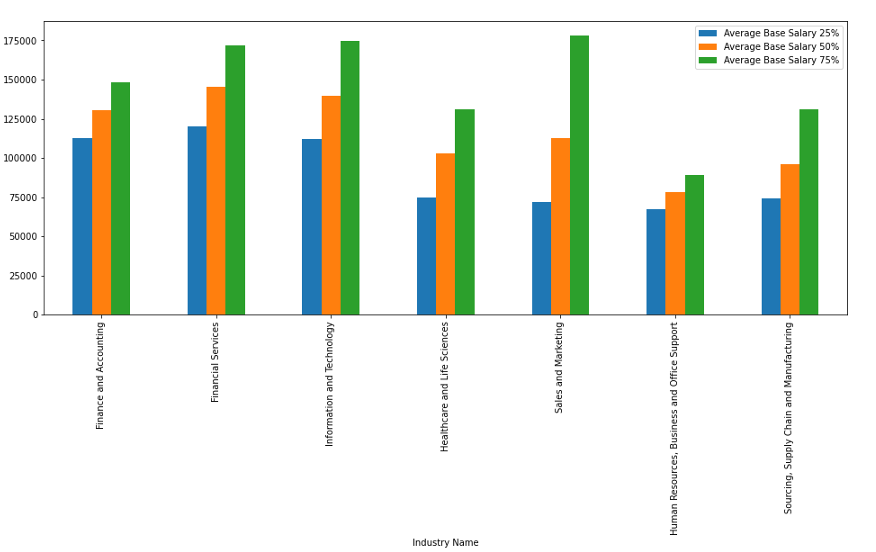 Average Base Salary 25%
Average Base Salary 50%
Average Base Salary 75%
175000
150000
125000
100000
75000
50000
25000
0
Finance and Accounting
Financial Services
Information and Technology
Healthcare and Life Sciences
Sales and Marketing
Human Resources, Business and Office Support
Sourcing, Supply Chain and Manufacturing
Industry Name